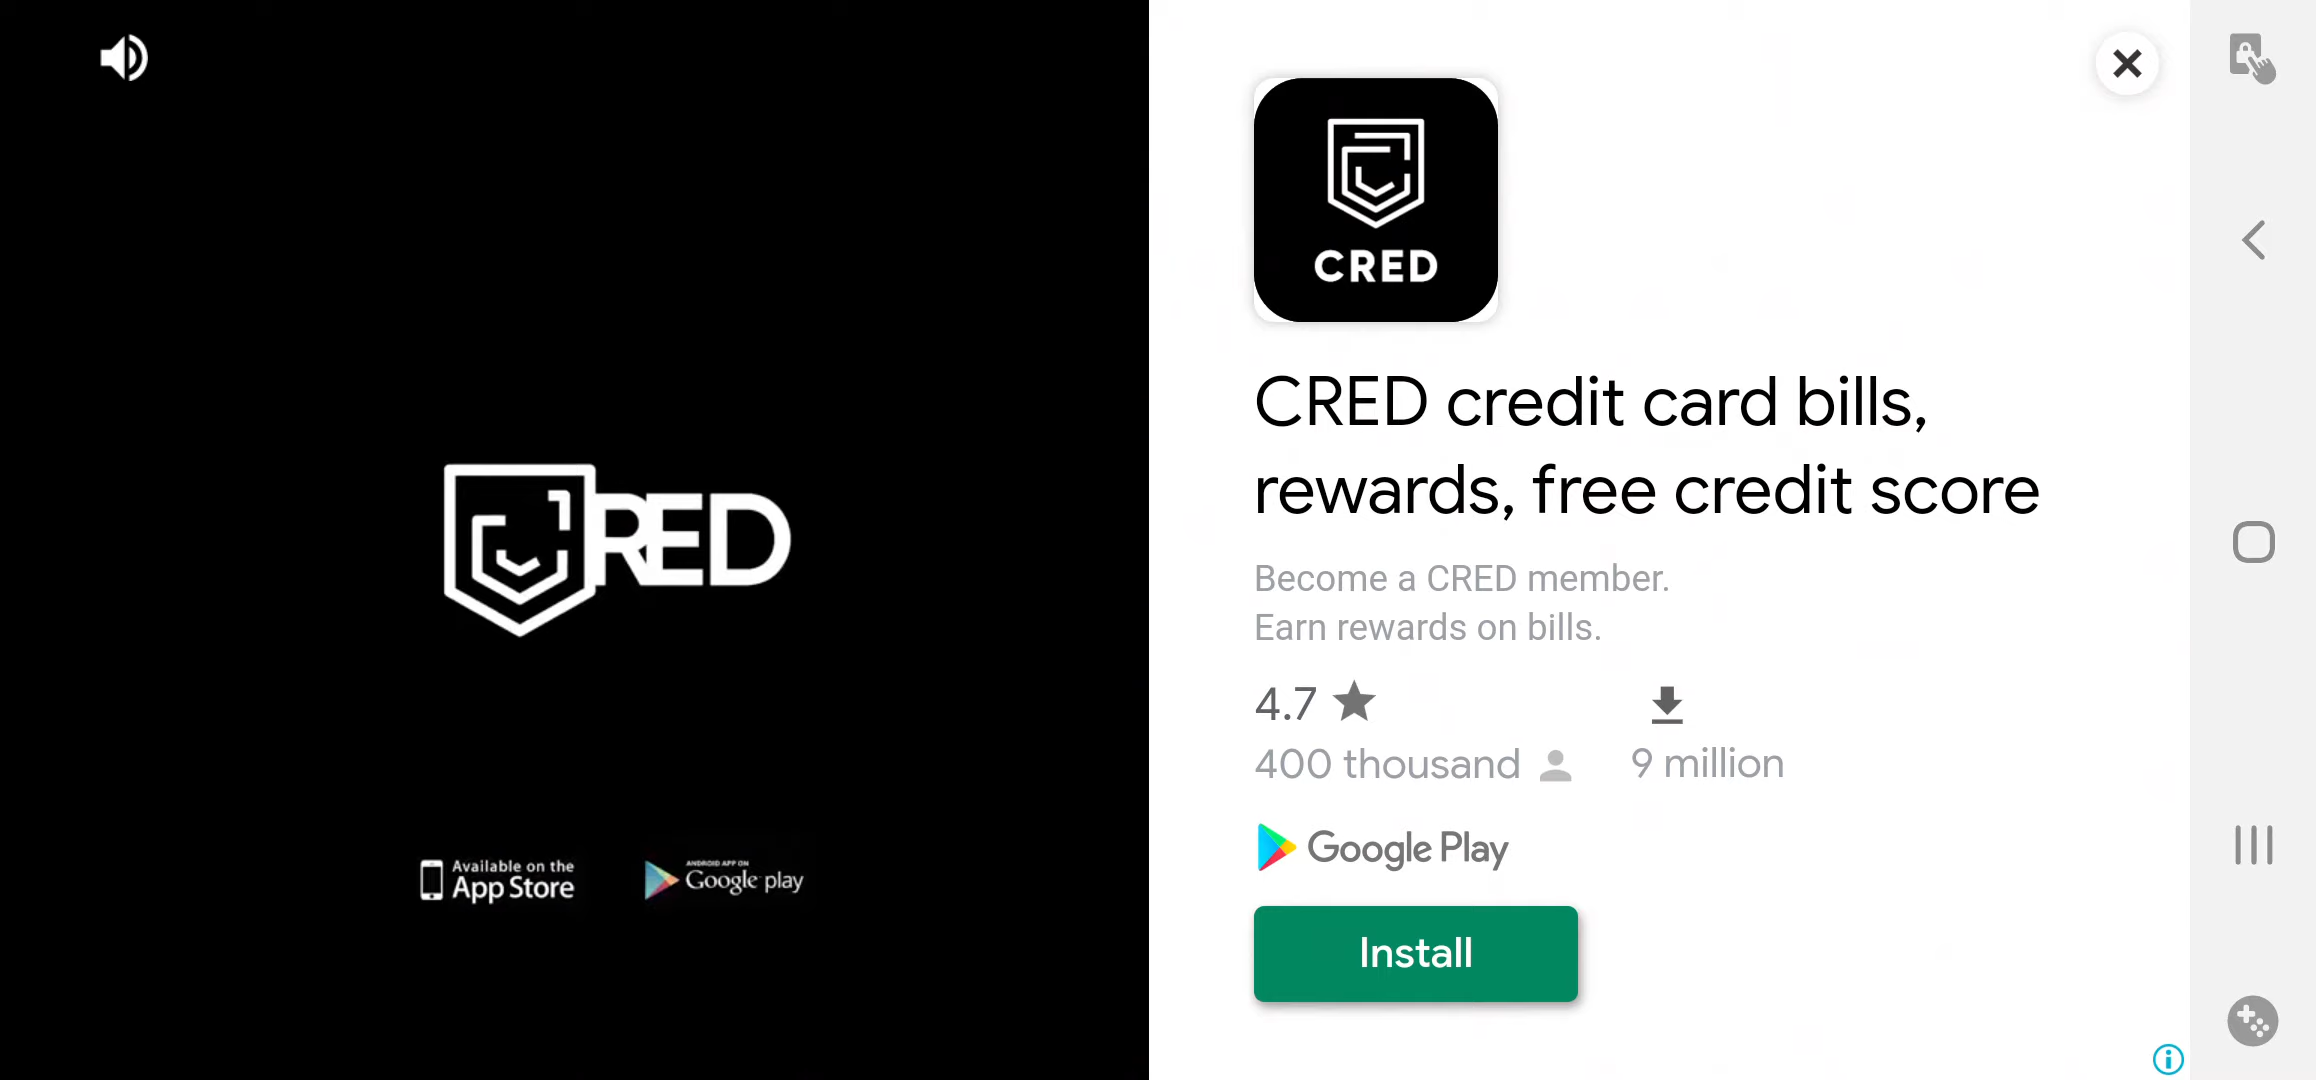 RED
Available on the
App Store
ANDROID APP ON
Google play
CRED
CRED credit card bills,
rewards, free credit score
Become a CRED member.
Earn rewards on bills.
4.7
400 thousand
9 million
Google Play
Install